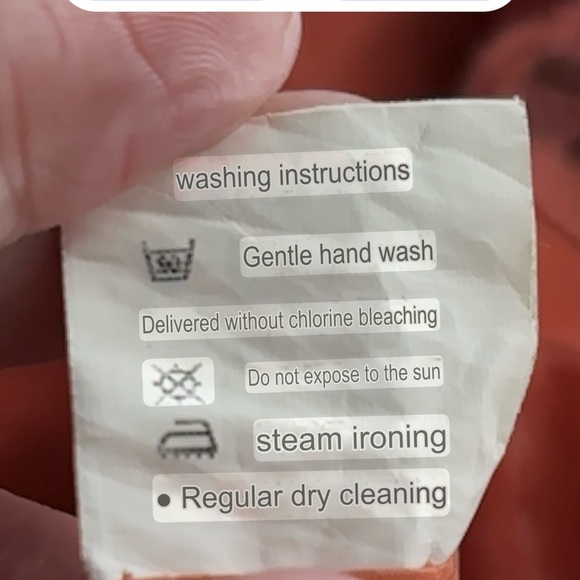 washing instructions
Gentle hand wash
Delivered without chlorine bleaching
Do not expose to the sun
steam ironing
• Regular dry cleaning